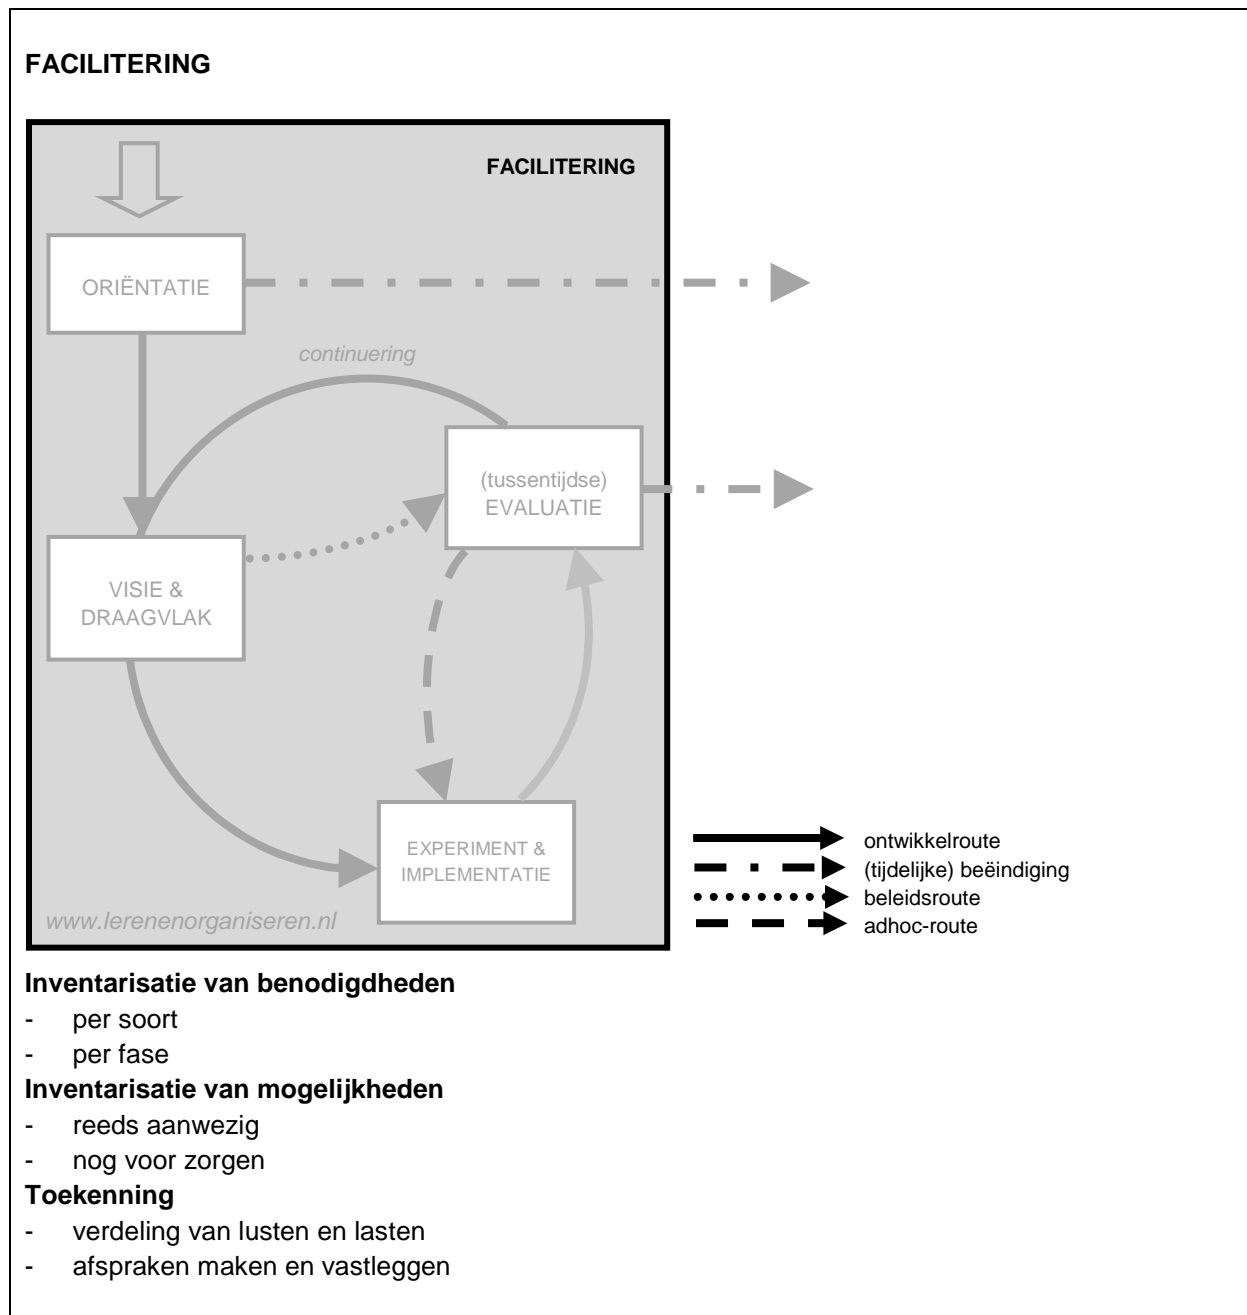 FACILITERING
FACILITERING
ORIËNTATIE
continuering
(tussentijdse)
EVALUATIE
VISIE &
DRAAGVLAK
EXPERIMENT &
IMPLEMENTATIE
www.lerenenorganiseren.nl
ontwikkelroute
(tijdelijke) beëindiging
beleidsroute
adhoc-route
Inventarisatie van benodigdheden
- per soort
- per fase
Inventarisatie van mogelijkheden
- reeds aanwezig
- nog voor zorgen
Toekenning
- verdeling van lusten en lasten
- afspraken maken en vastleggen